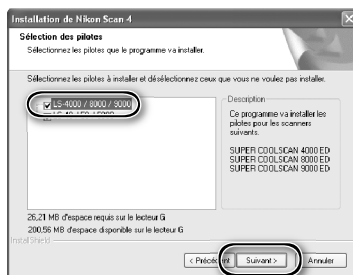 Installation de Nikon Scan 4
Sélection des pilotes
Sélectionnez les pilotes que le programme va installer.
Sélectionnez les pilotes à installer et désélectionnez ceux que vous ne voulez pas installer.
LS-4000 / 8000 / 9000
Description
Ce programme va installer les
pilotes pour les scanners
suivants.
SUPER COOLSCAN 4000 ED
SUPER COOLSCAN 8000 ED
SUPER COOLSCAN 9000 ED
26,21 MB d'espace requis sur le lecteur G
200,56 MB d'espace disponible sur le lecteur G
InstallShield
< Précédent
Suivant >
Annuler